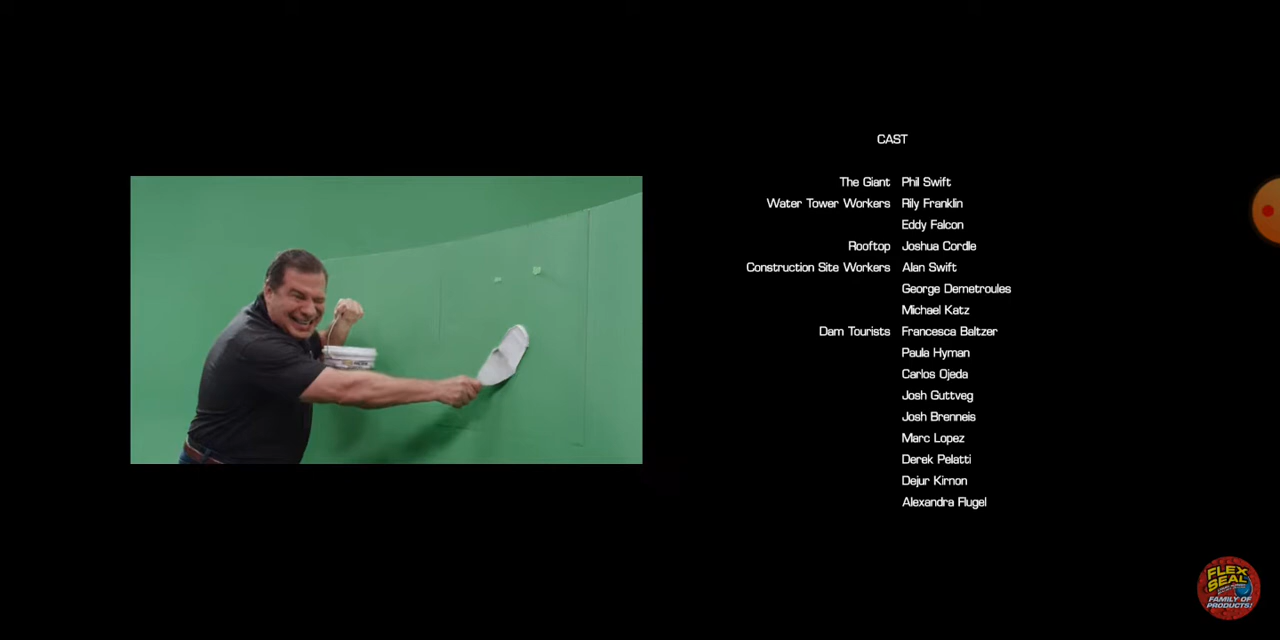 CAST
The Giant Phil Swift
Water Tower Workers Rily Franklin
Eddy Falcon
Rooftop Joshua Cordle
Construction Site Workers Alan Swift
George Demetroules
Michael Katz
Dam Tourists Francesca Baltzer
Paula Hyman
Carlos Ojeda
Josh Guttveg
Josh Brenneis
Marc Lopez
Derek Pelatti
Dejur Kirnon
Alexandra Flugel
FLEX
SEAL
FAMILY OF
PRODUCTS!